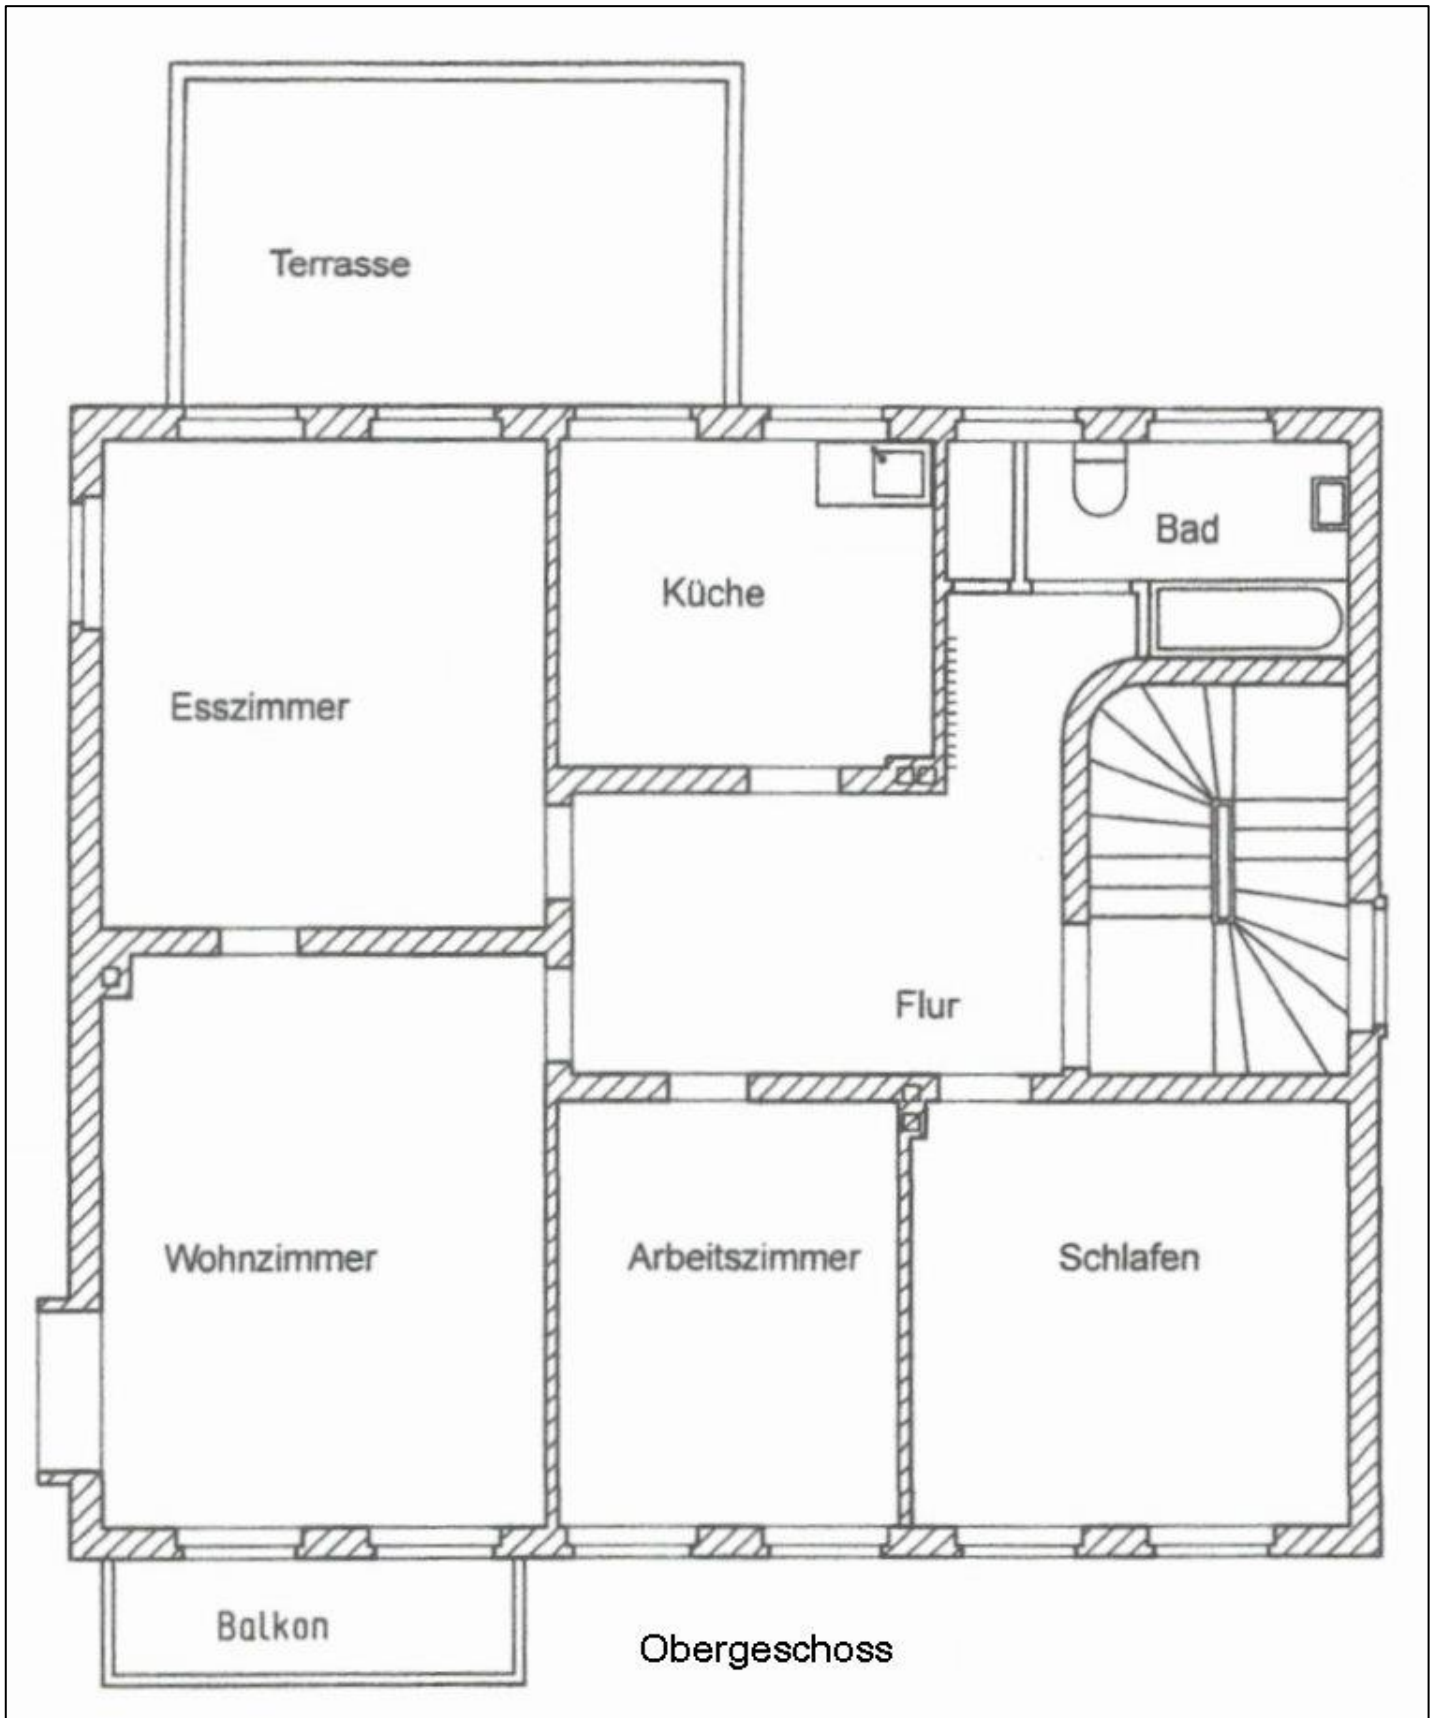 Terrasse
Bad
Küche
Esszimmer
Flur
Wohnzimmer
Arbeitszimmer
Schlafen
Balkon
Obergeschoss